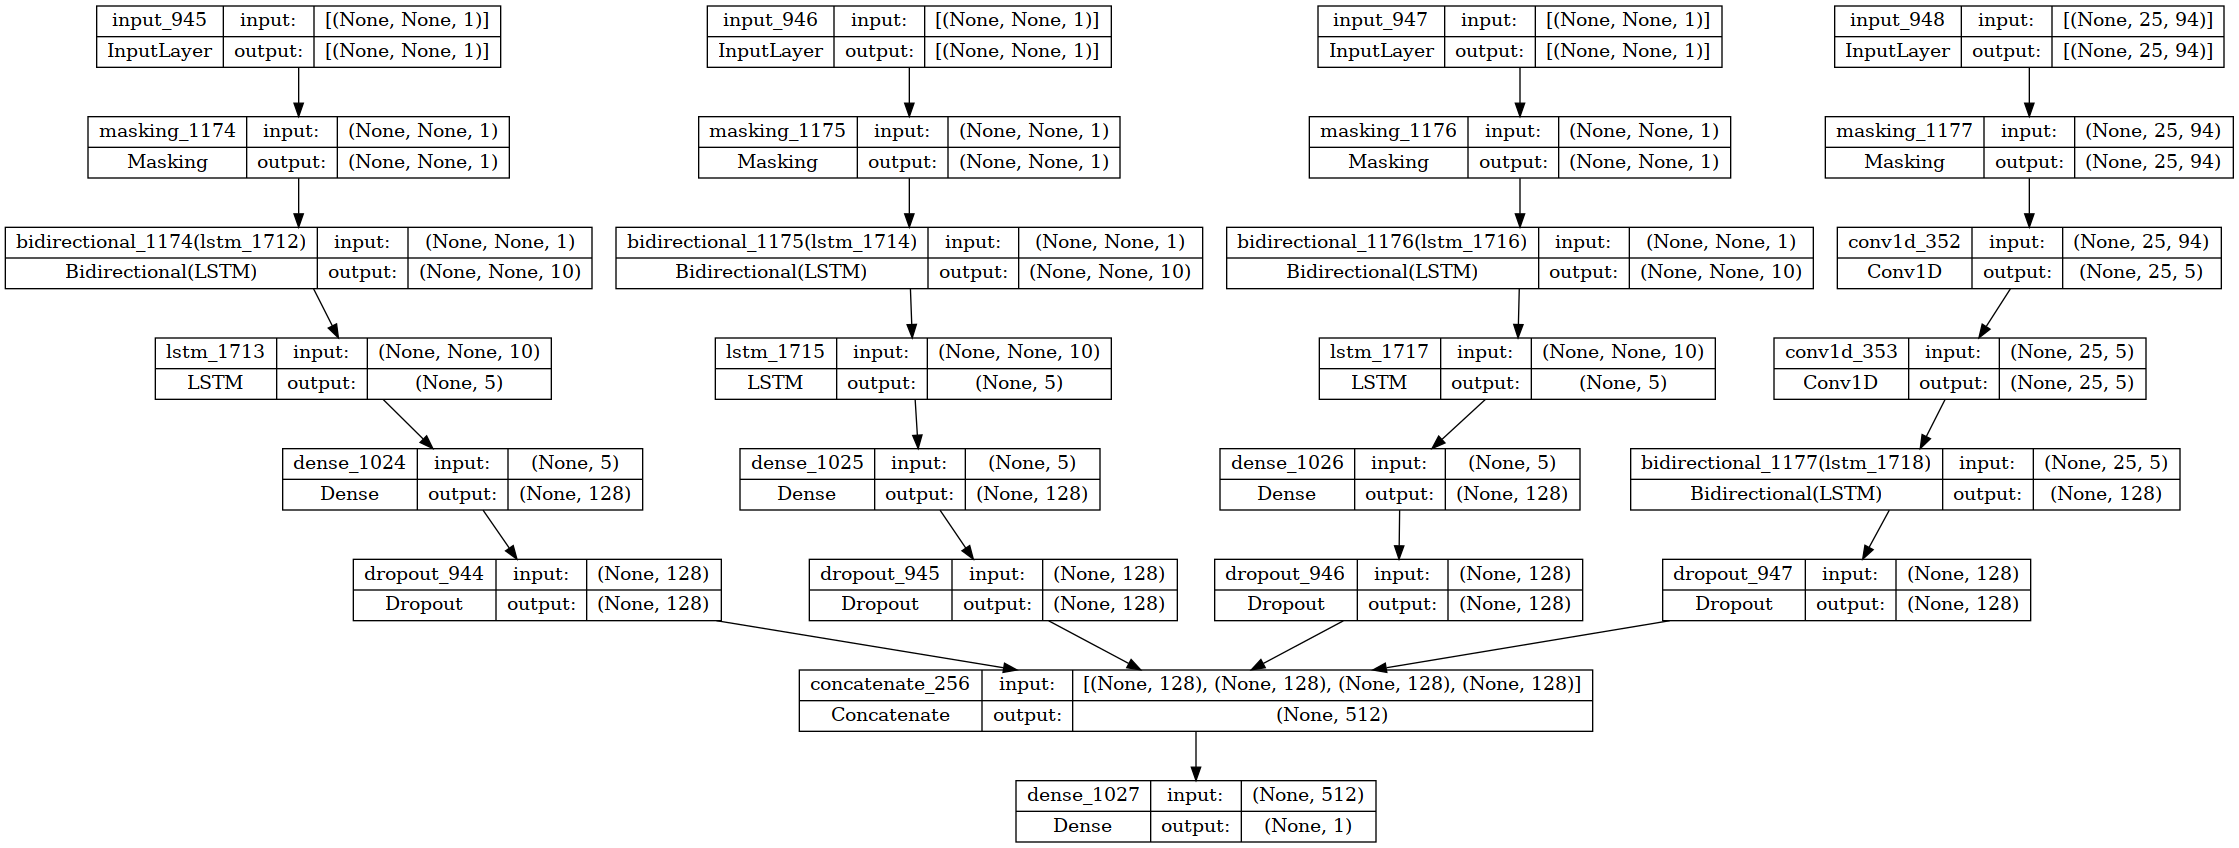 input_945 input: [(None, None, 1)]
InputLayer output: [(None, None, 1)]
input_946 input: [(None, None, 1)]
InputLayer output: [(None, None, 1)]
input_947 input: [(None, None, 1)]
InputLayer output: [(None, None, 1)]
input_948 input: [(None, 25, 94)]
InputLayer output: [(None, 25, 94)]
masking_1174 input: (None, None, 1)
Masking output: (None, None, 1)
masking_1175 input: (None, None, 1)
Masking output: (None, None, 1)
masking_1176 input: (None, None, 1)
Masking output: (None, None, 1)
masking_1177 input: (None, 25, 94)
Masking output: (None, 25, 94)
bidirectional_1174(lstm_1712) input: (None, None, 1)
Bidirectional(LSTM) output: (None, None, 10)
bidirectional_1175(lstm_1714) input: (None, None, 1)
Bidirectional(LSTM) output: (None, None, 10)
bidirectional_1176(lstm_1716) input: (None, None, 1)
Bidirectional(LSTM) output: (None, None, 10)
conv1d_352 input: (None, 25, 94)
Conv1D output: (None, 25, 5)
lstm_1713 input: (None, None, 10)
LSTM output: (None, 5)
lstm_1715 input: (None, None, 10)
LSTM output: (None, 5)
lstm_1717 input: (None, None, 10)
LSTM output: (None, 5)
conv1d_353 input: (None, 25, 5)
Conv1D output: (None, 25, 5)
dense_1024 input: (None, 5)
Dense output: (None, 128)
dense_1025 input: (None, 5)
Dense output: (None, 128)
dense_1026 input: (None, 5)
Dense output: (None, 128)
bidirectional_1177(lstm_1718) input: (None, 25, 5)
Bidirectional(LSTM) output: (None, 128)
dropout_944 input: (None, 128)
Dropout output: (None, 128)
dropout_945 input: (None, 128)
Dropout output: (None, 128)
dropout_946 input: (None, 128)
Dropout output: (None, 128)
dropout_947 input: (None, 128)
Dropout output: (None, 128)
concatenate_256 input: [(None, 128), (None, 128), (None, 128), (None, 128)]
Concatenate output: (None, 512)
dense_1027 input: (None, 512)
Dense output: (None, 1)